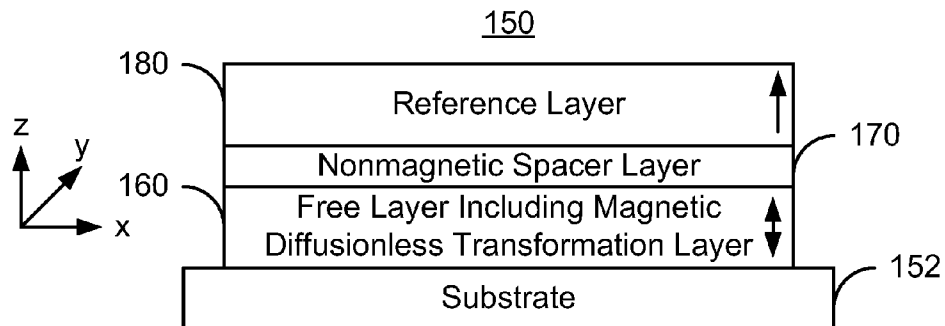 150
180
Reference Layer
170
Nonmagnetic Spacer Layer
160
Free Layer Including Magnetic
Diffusionless Transformation Layer
z
y
x
152
Substrate